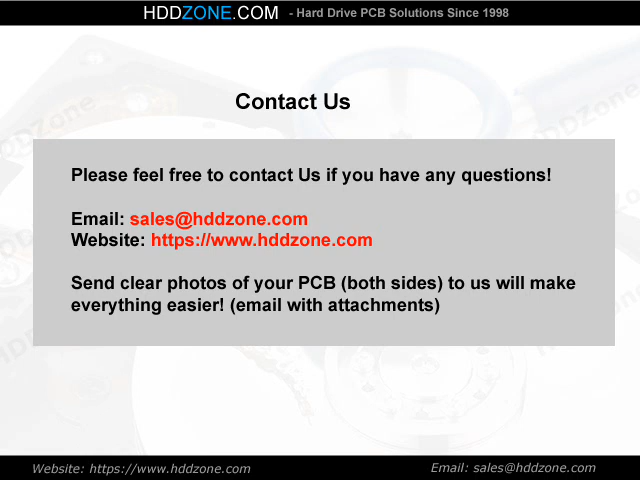 HDDZONE.COM - Hard Drive PCB Solutions Since 1998
Contact Us
HDDZone
HDDZone
Please feel free to contact Us if you have any questions!
Email: sales@hddzone.com
Website: https://www.hddzone.com
Send clear photos of your PCB (both sides) to us will make
everything easier! (email with attachments)
Website: https://www.hddzone.com
Email: sales@hddzone.com